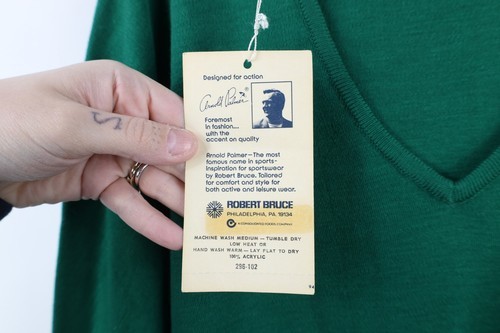 Designed for action
Arnold Palmer ®
Foremost
in fashion...
with the
accent on quality
Arnold Palmer—The most
famous name in sports-
inspiration for sportswear
by Robert Bruce. Tailored
for comfort and style for
both active and leisure wear.
ROBERT BRUCE
PHILADELPHIA, PA. 19134
A CONSOLIDATED FOODS COMPANY
MACHINE WASH MEDIUM — TUMBLE DRY
LOW HEAT OR
HAND WASH WARM — LAY FLAT TO DRY
100% ACRYLIC
296-102